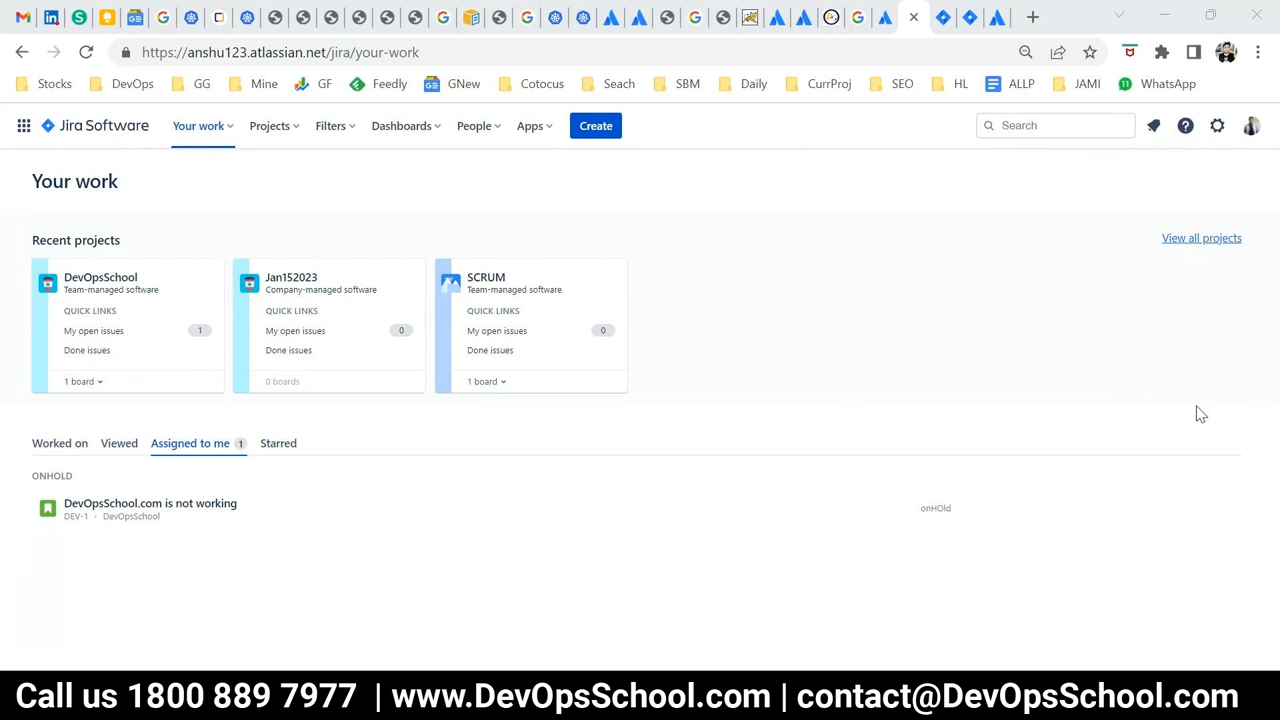 https://anshu123.atlassian.net/jira/your-work
Stocks DevOps GG Mine GF Feedly GNew Cotocus Seach SBM Daily CurrProj SEO HL ALLP JAMI 11 WhatsApp
Jira Software Your work Projects Filters Dashboards People Apps Create Search
Your work
Recent projects View all projects
DevOpsSchool Jan152023 SCRUM
Team-managed software Company-managed software Team-managed software
QUICK LINKS QUICK LINKS QUICK LINKS
My open issues 1 My open issues 0 My open issues 0
Done issues Done issues Done issues
1 board 0 boards 1 board
Worked on Viewed Assigned to me 1 Starred
ONHOLD
DevOpsSchool.com is not working
DEV-1 · DevOpsSchool onHOld
Call us 1800 889 7977 | www.DevOpsSchool.com | contact@DevOpsSchool.com